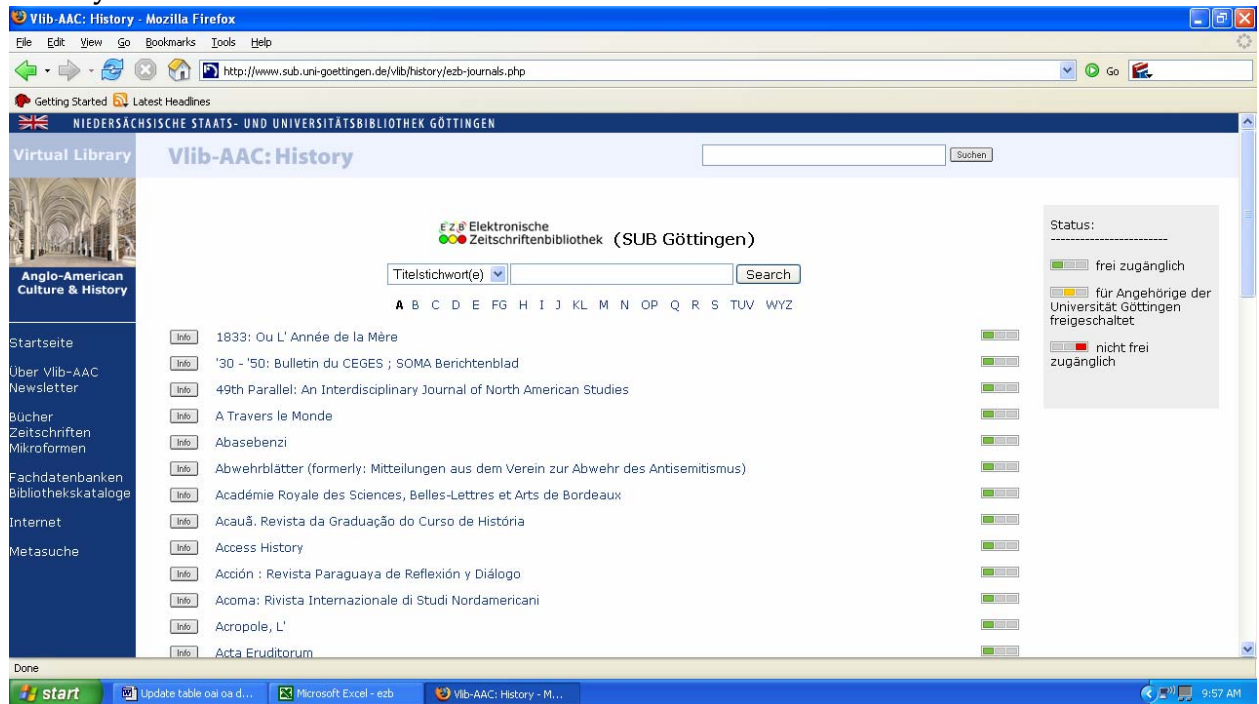 Vlib-AAC: History - Mozilla Firefox
File Edit View Go Bookmarks Tools Help
http://www.sub.uni-goettingen.de/vlib/history/ezb-journals.php
Go
Getting Started Latest Headlines
NIEDERSÄCHSISCHE STAATS- UND UNIVERSITÄTSBIBLIOTHEK GÖTTINGEN
Virtual Library
Vlib-AAC: History
Suchen
Anglo-American
Culture & History
Startseite
Über Vlib-AAC
Newsletter
Bücher
Zeitschriften
Mikroformen
Fachdatenbanken
Bibliothekskataloge
Internet
Metasuche
EZB Elektronische
Zeitschriftenbibliothek (SUB Göttingen)
Titelstichwort(e) Search
A B C D E FG H I J KL M N OP Q R S TUV WYZ
Info 1833: Ou L' Année de la Mère
Info '30 - '50: Bulletin du CEGES ; SOMA Berichtenblad
Info 49th Parallel: An Interdisciplinary Journal of North American Studies
Info A Travers le Monde
Info Abasebenzi
Info Abwehrblätter (formerly: Mitteilungen aus dem Verein zur Abwehr des Antisemitismus)
Info Académie Royale des Sciences, Belles-Lettres et Arts de Bordeaux
Info Acauã. Revista da Graduação do Curso de História
Info Access History
Info Acción : Revista Paraguaya de Reflexión y Diálogo
Info Acoma: Rivista Internazionale di Studi Nordamericani
Info Acropole, L'
Info Acta Eruditorum
Status:
------------------------
frei zugänglich
für Angehörige der
Universität Göttingen
freigeschaltet
nicht frei
zugänglich
Done
start Update table oai oa d... Microsoft Excel - ezb Vlib-AAC: History - M... 9:57 AM